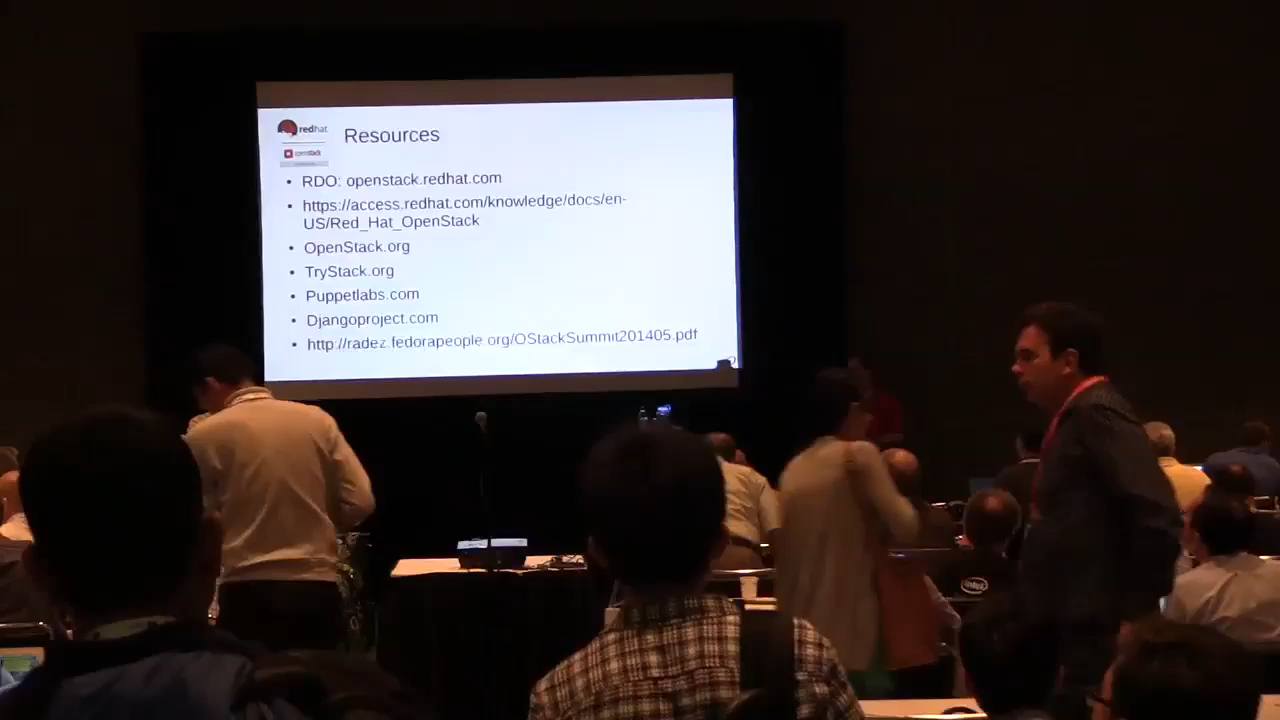 redhat
openstack
Resources
• RDO: openstack.redhat.com
• https://access.redhat.com/knowledge/docs/en-
US/Red_Hat_OpenStack
• OpenStack.org
• TryStack.org
• Puppetlabs.com
• Djangoproject.com
• http://radez.fedorapeople.org/OStackSummit201405.pdf
intel